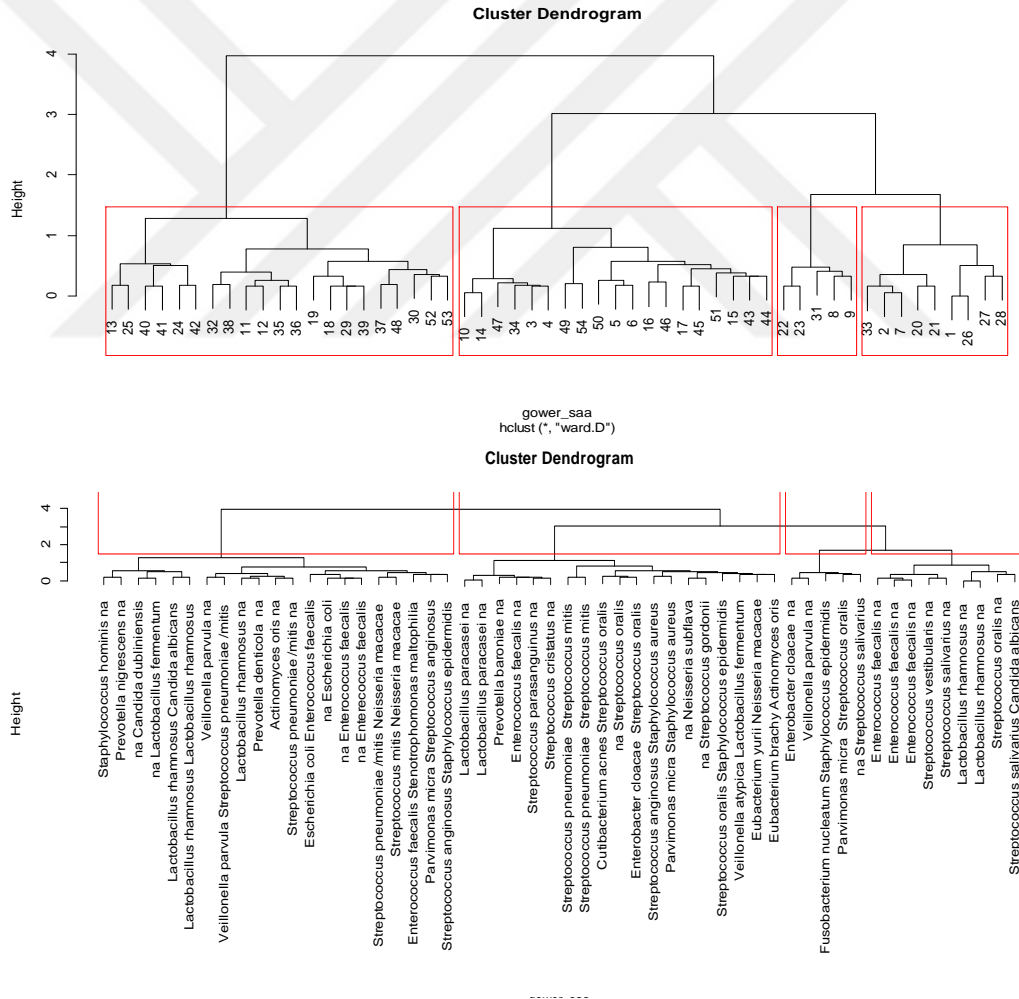 Cluster Dendrogram
Height
4
3
2
1
0
13
25
40
41
24
42
32
38
11
12
35
36
19
18
29
39
37
48
30
52
53
10
14
47
34
3
4
49
54
50
5
6
16
46
17
45
51
15
43
44
22
23
31
8
9
33
2
7
20
21
1
26
27
28
gower_saa
hclust (*, "ward.D")
Cluster Dendrogram
Height
4
2
0
Height
Staphylococcus hominis na
Prevotella nigrescens na
na Candida dubliniensis
na Lactobacillus fermentum
Lactobacillus rhamnosus Candida albicans
Lactobacillus rhamnosus Lactobacillus rhamnosus
Veillonella parvula na
Veillonella parvula Streptococcus pneumoniae /mitis
Lactobacillus rhamnosus na
Prevotella denticola na
Actinomyces oris na
Streptococcus pneumoniae /mitis na
Escherichia coli Enterococcus faecalis
na Escherichia coli
na Enterococcus faecalis
na Enterococcus faecalis
Streptococcus pneumoniae /mitis Neisseria macacae
Streptococcus mitis Neisseria macacae
Enterococcus faecalis Stenotrophomonas maltophilia
Parvimonas micra Streptococcus anginosus
Streptococcus anginosus Staphylococcus epidermidis
Lactobacillus paracasei na
Lactobacillus paracasei na
Prevotella baroniae na
Enterococcus faecalis na
Streptococcus parasanguinus na
Streptococcus cristatus na
Streptococcus pneumoniae Streptococcus mitis
Streptococcus pneumoniae Streptococcus mitis
Cutibacterium acnes Streptococcus oralis
na Streptococcus oralis
Enterobacter cloacae Streptococcus oralis
Streptococcus anginosus Staphylococcus aureus
Parvimonas micra Staphylococcus aureus
na Neisseria subflava
na Streptococcus gordonii
Streptococcus oralis Staphylococcus epidermidis
Veillonella atypica Lactobacillus fermentum
Eubacterium yurii Neisseria macacae
Eubacterium brachy Actinomyces oris
Enterobacter cloacae na
Veillonella parvula na
Fusobacterium nucleatum Staphylococcus epidermidis
Parvimonas micra Streptococcus oralis
na Streptococcus salivarius
Enterococcus faecalis na
Enterococcus faecalis na
Enterococcus faecalis na
Streptococcus vestibularis na
Streptococcus salivarius na
Lactobacillus rhamnosus na
Lactobacillus rhamnosus na
Streptococcus oralis na
Streptococcus salivarius Candida albicans
gower_saa